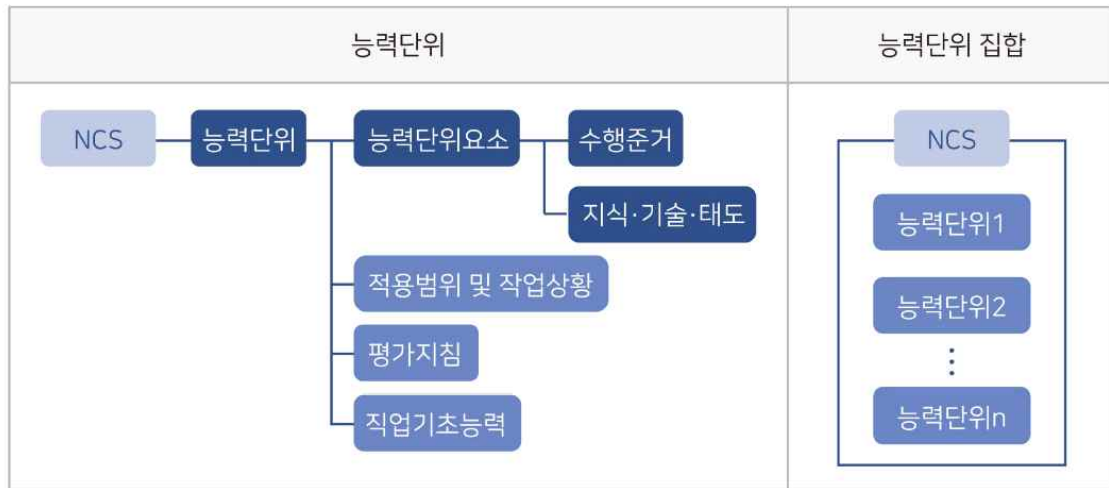 능력단위
능력단위 집합
NCS
능력단위
능력단위요소
수행준거
지식·기술·태도
적용범위 및 작업상황
평가지침
직업기초능력
NCS
능력단위1
능력단위2
⋮
능력단위n